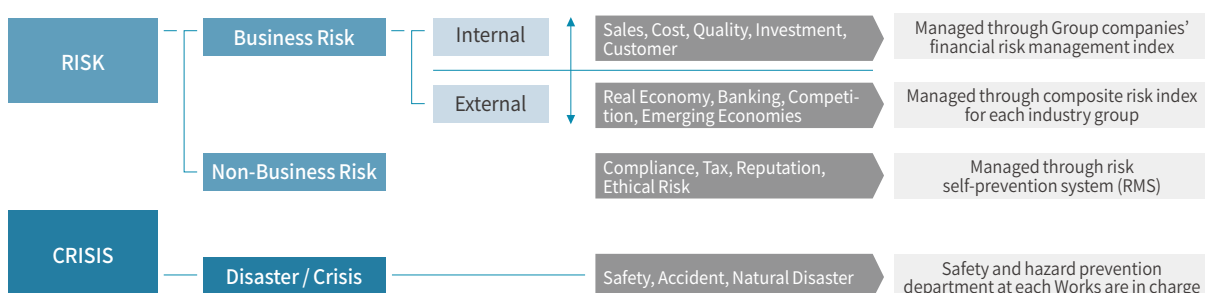 RISK
Business Risk
Internal
Sales, Cost, Quality, Investment,
Customer
Managed through Group companies’
financial risk management index
External
Real Economy, Banking, Competi-
tion, Emerging Economies
Managed through composite risk index
for each industry group
Non-Business Risk
Compliance, Tax, Reputation,
Ethical Risk
Managed through risk
self-prevention system (RMS)
CRISIS
Disaster / Crisis
Safety, Accident, Natural Disaster
Safety and hazard prevention
department at each Works are in charge